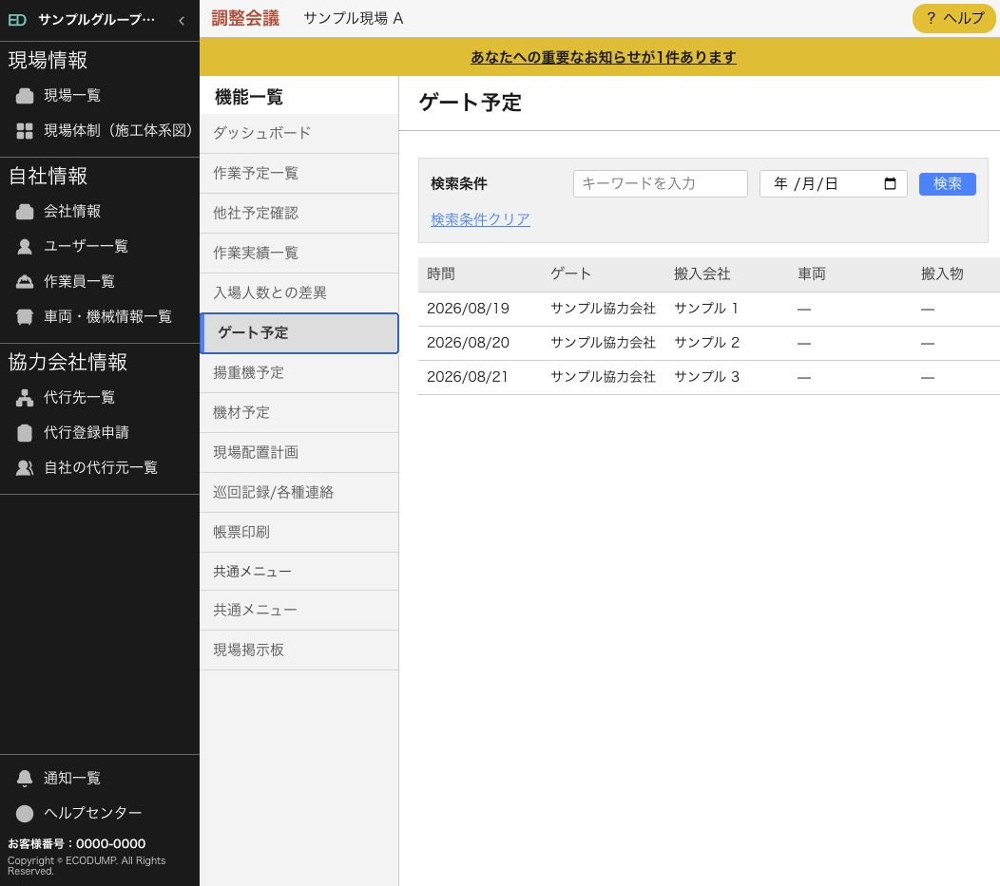 ED サンプルグループ…
現場情報
現場一覧
現場体制（施工体系図）
自社情報
会社情報
ユーザー一覧
作業員一覧
車両・機械情報一覧
協力会社情報
代行先一覧
代行登録申請
自社の代行元一覧
通知一覧
ヘルプセンター
お客様番号：0000-0000
Copyright © ECODUMP. All Rights
Reserved.
調整会議 サンプル現場 A
? ヘルプ
あなたへの重要なお知らせが1件あります
機能一覧
ダッシュボード
作業予定一覧
他社予定確認
作業実績一覧
入場人数との差異
ゲート予定
揚重機予定
機材予定
現場配置計画
巡回記録/各種連絡
帳票印刷
共通メニュー
共通メニュー
現場掲示板
ゲート予定
検索条件 キーワードを入力 年 /月/日 検索
検索条件クリア
時間 ゲート 搬入会社 車両 搬入物
2026/08/19 サンプル協力会社 サンプル 1 — —
2026/08/20 サンプル協力会社 サンプル 2 — —
2026/08/21 サンプル協力会社 サンプル 3 — —